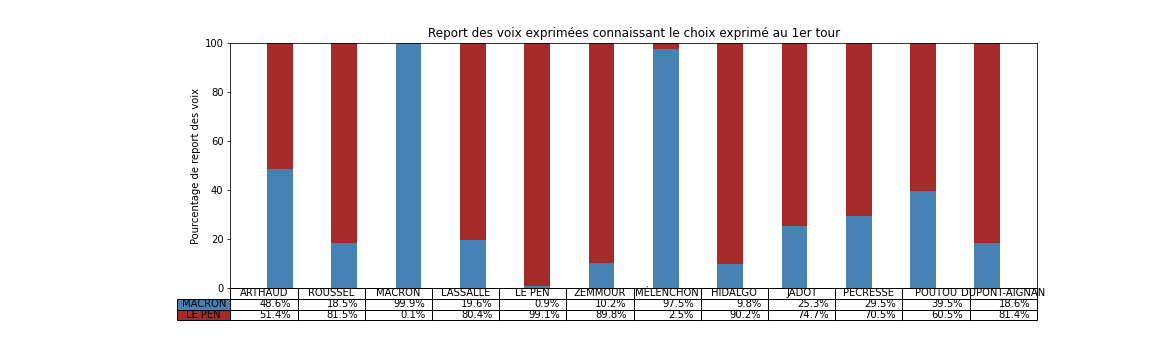 Report des voix exprimées connaissant le choix exprimé au 1er tour
Pourcentage de report des voix
100
80
60
40
20
0
ARTHAUD ROUSSEL MACRON LASSALLE LE PEN ZEMMOUR MÉLENCHON HIDALGO JADOT PECRESSE POUTOU DUPONT-AIGNAN
MACRON 48.6% 18.5% 99.9% 19.6% 0.9% 10.2% 97.5% 9.8% 25.3% 29.5% 39.5% 18.6%
LE PEN 51.4% 81.5% 0.1% 80.4% 99.1% 89.8% 2.5% 90.2% 74.7% 70.5% 60.5% 81.4%